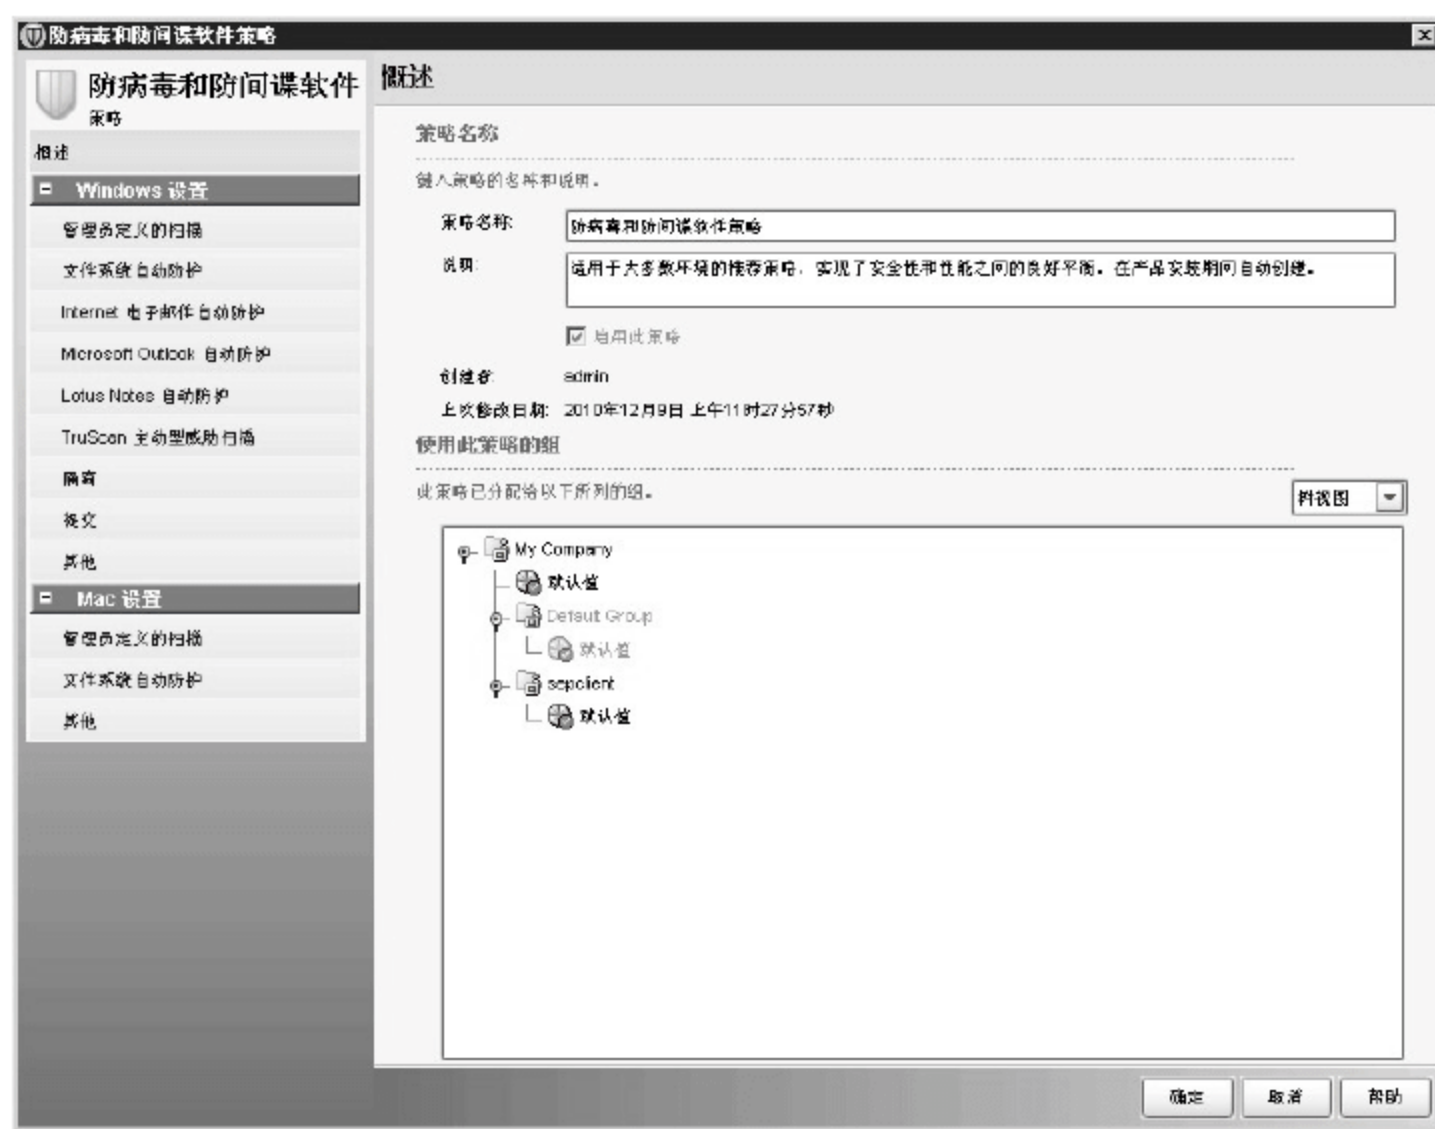 防病毒和防间谍软件策略
防病毒和防间谍软件
策略
概述
Windows 设置
管理员定义的扫描
文件系统自动防护
Internet 电子邮件自动防护
Microsoft Outlook 自动防护
Lotus Notes 自动防护
TruScan 主动型威胁扫描
隔离
提交
其他
Mac 设置
管理员定义的扫描
文件系统自动防护
其他
概述
策略名称
键入策略的名称和说明。
策略名称: 防病毒和防间谍软件策略
说明: 适用于大多数环境的推荐策略，实现了安全性和性能之间的良好平衡。在产品安装期间自动创建。
启用此策略
创建者: admin
上次修改日期: 2010年12月9日 上午11时27分57秒
使用此策略的组
此策略已分配给以下所列的组。
树视图
My Company
默认值
Default Group
默认值
sepclient
默认值
确定 取消 帮助